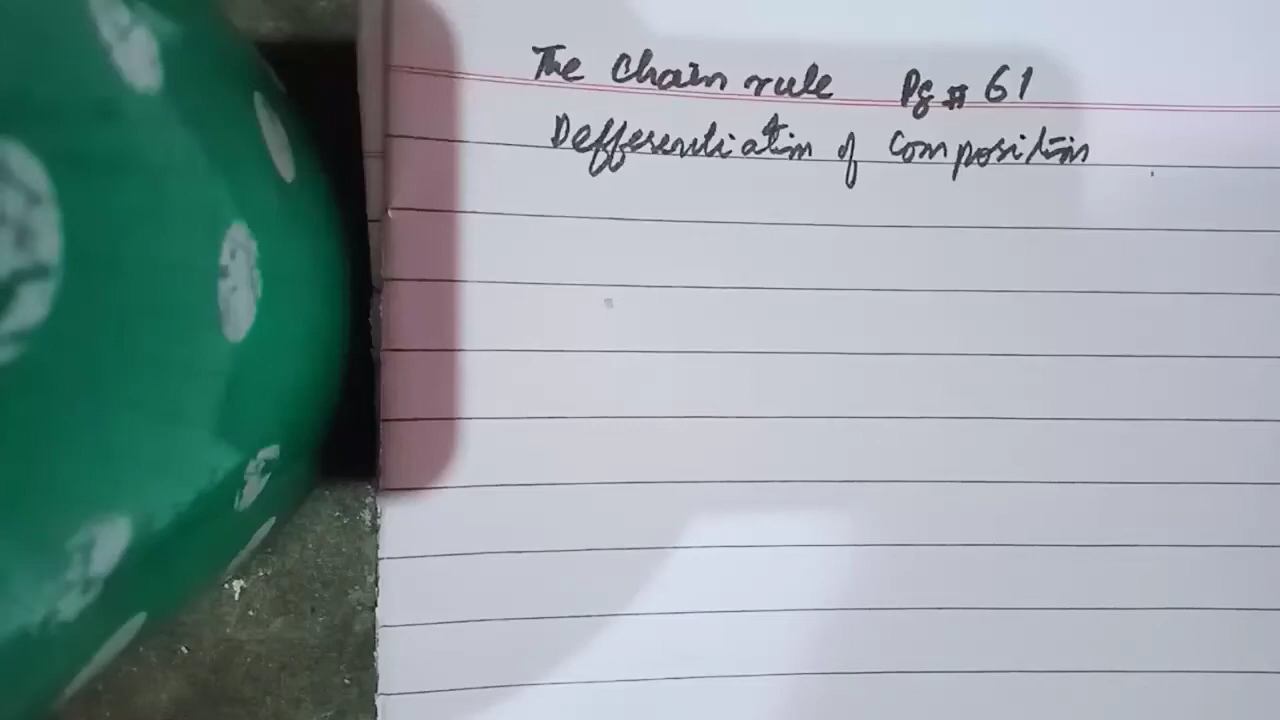 The Chain rule Pg # 61
Defferentiation of Composition